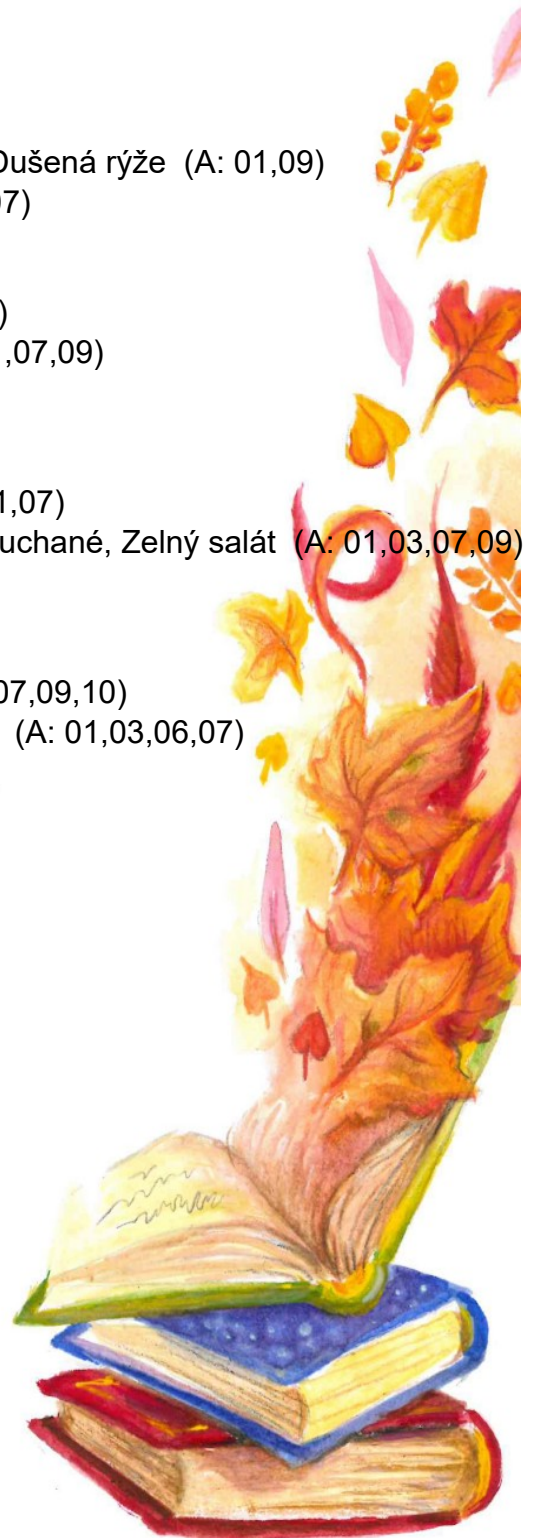 Dušená rýže (A: 01,09)
07)
)
,07,09)
1,07)
uchané, Zelný salát (A: 01,03,07,09)
07,09,10)
(A: 01,03,06,07)